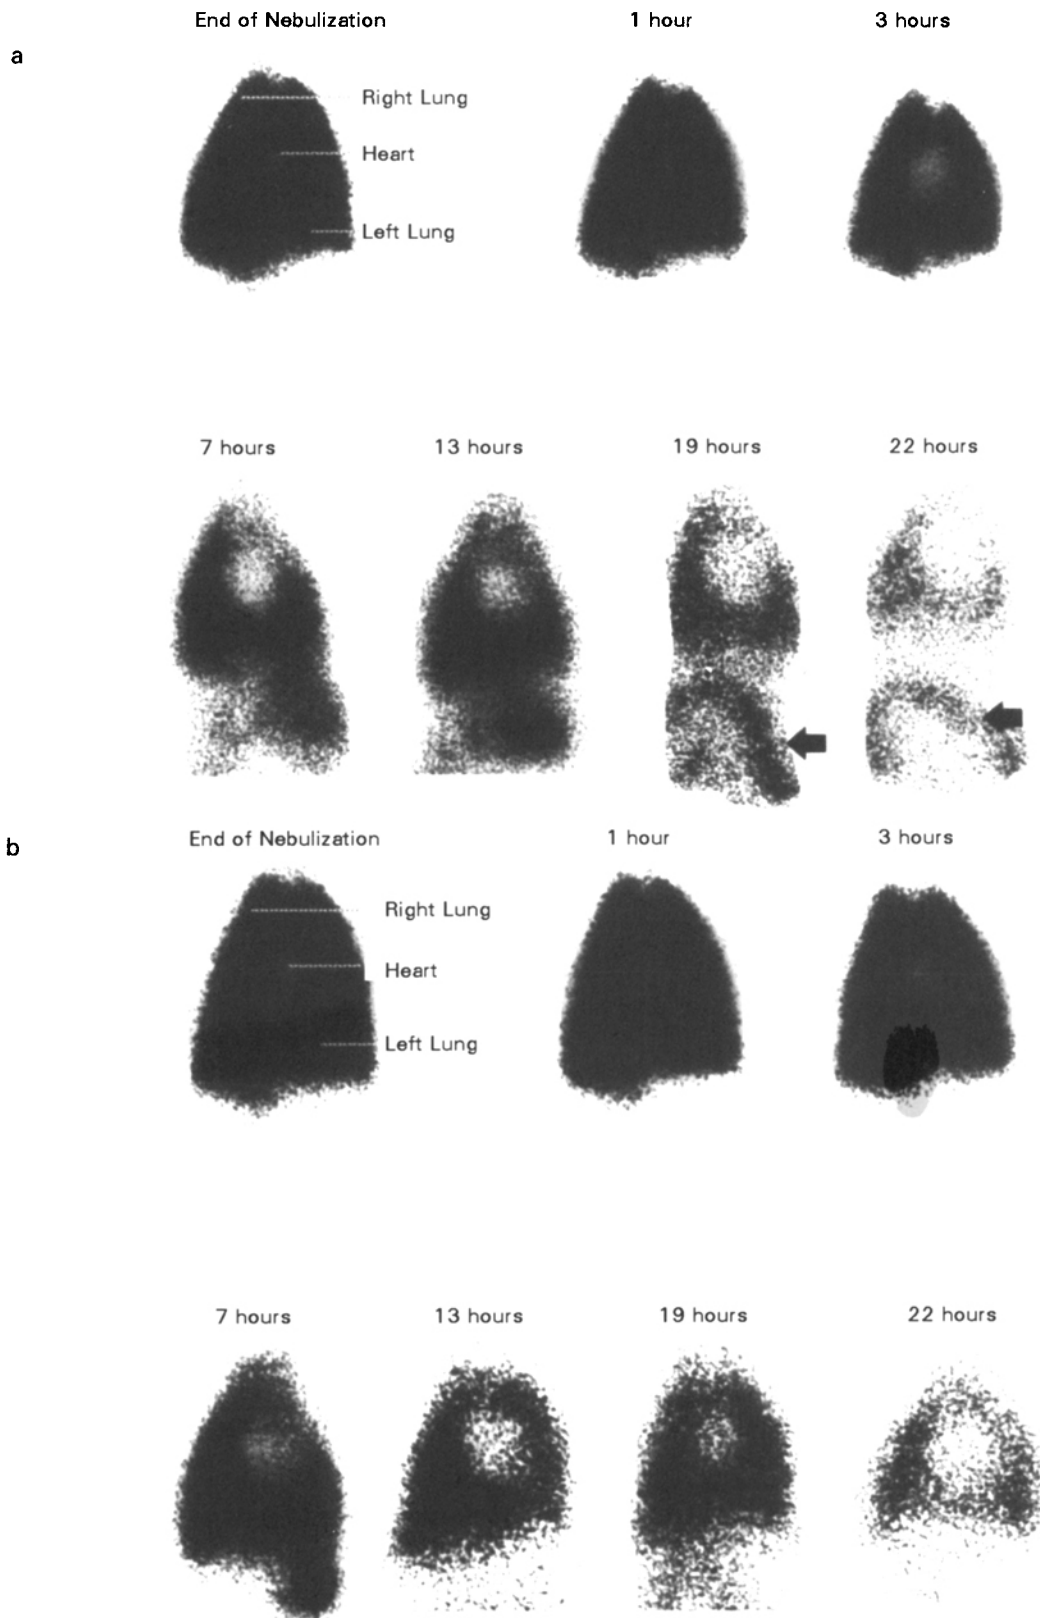 End of Nebulization 1 hour 3 hours
a
Right Lung
Heart
Left Lung
7 hours 13 hours 19 hours 22 hours
b
End of Nebulization 1 hour 3 hours
Right Lung
Heart
Left Lung
7 hours 13 hours 19 hours 22 hours